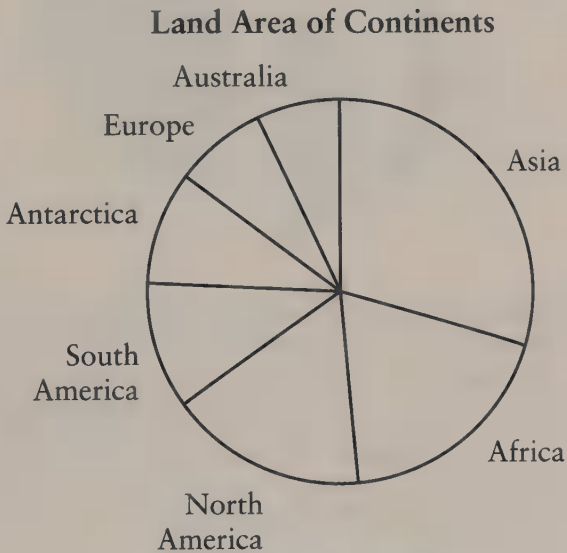 Land Area of Continents
Australia
Europe
Asia
Antarctica
South
America
Africa
North
America